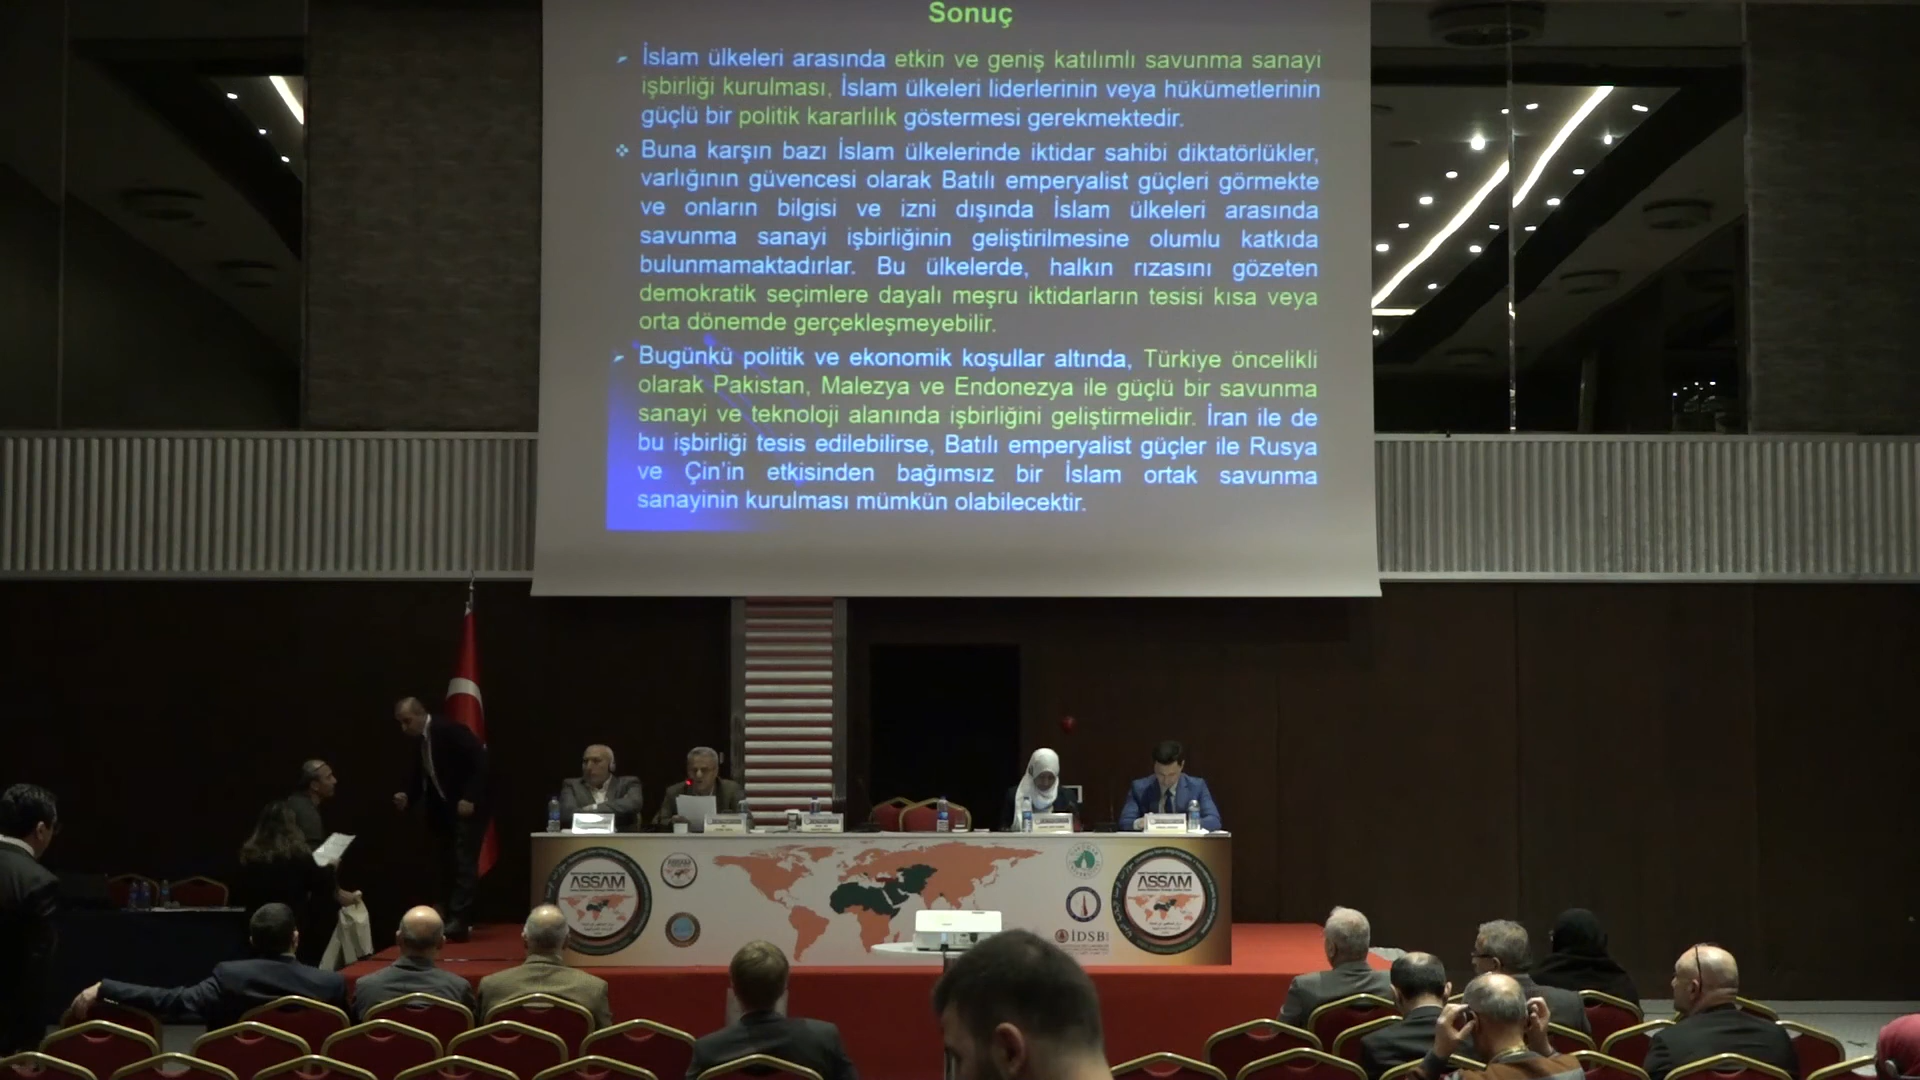 Sonuç
İslam ülkeleri arasında etkin ve geniş katılımlı savunma sanayi
işbirliği kurulması, İslam ülkeleri liderlerinin veya hükümetlerinin
güçlü bir politik kararlılık göstermesi gerekmektedir.
Buna karşın bazı İslam ülkelerinde iktidar sahibi diktatörlükler,
varlığının güvencesi olarak Batılı emperyalist güçleri görmekte
ve onların bilgisi ve izni dışında İslam ülkeleri arasında
savunma sanayi işbirliğinin geliştirilmesine olumlu katkıda
bulunmamaktadırlar. Bu ülkelerde, halkın rızasını gözeten
demokratik seçimlere dayalı meşru iktidarların tesisi kısa veya
orta dönemde gerçekleşmeyebilir.
Bugünkü politik ve ekonomik koşullar altında, Türkiye öncelikli
olarak Pakistan, Malezya ve Endonezya ile güçlü bir savunma
sanayi ve teknoloji alanında işbirliğini geliştirmelidir. İran ile de
bu işbirliği tesis edilebilirse, Batılı emperyalist güçler ile Rusya
ve Çin'in etkisinden bağımsız bir İslam ortak savunma
sanayinin kurulması mümkün olabilecektir.
ASSAM
ASSAM
İDSB